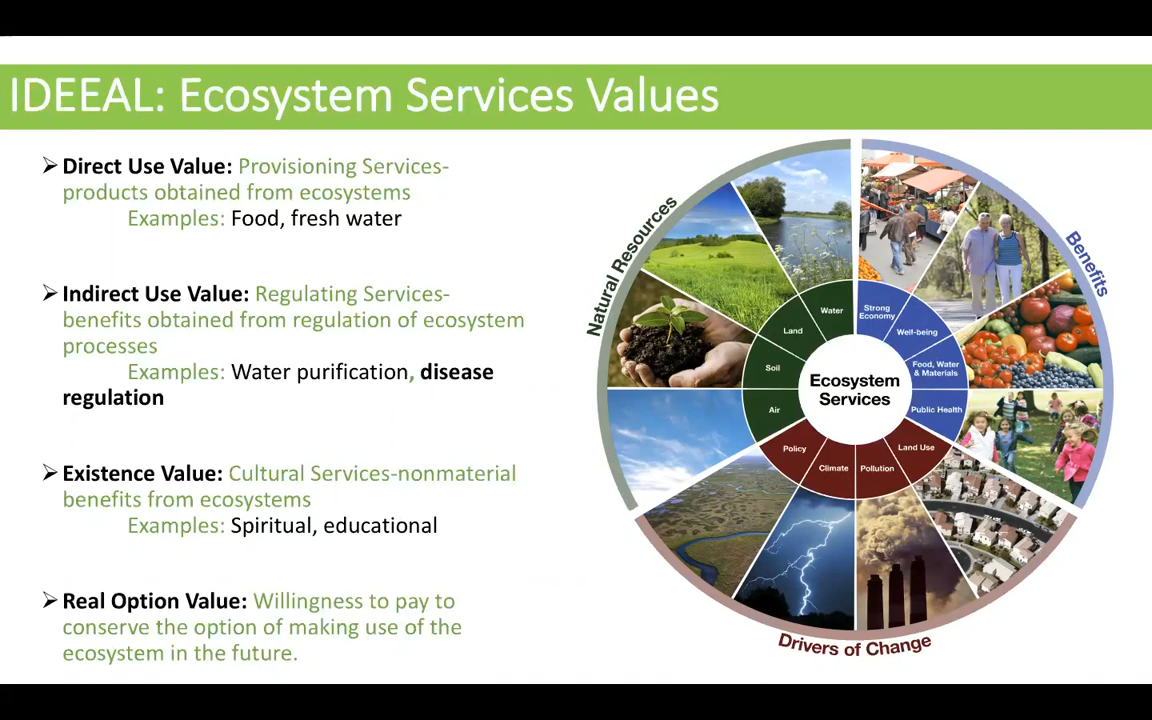 IDEEAL: Ecosystem Services Values
➢ Direct Use Value: Provisioning Services-
products obtained from ecosystems
Examples: Food, fresh water
➢ Indirect Use Value: Regulating Services-
benefits obtained from regulation of ecosystem
processes
Examples: Water purification, disease
regulation
➢ Existence Value: Cultural Services-nonmaterial
benefits from ecosystems
Examples: Spiritual, educational
➢ Real Option Value: Willingness to pay to
conserve the option of making use of the
ecosystem in the future.
Natural Resources
Benefits
Drivers of Change
Ecosystem
Services
Water
Land
Soil
Air
Strong
Economy
Well-being
Food, Water
& Materials
Public Health
Land Use
Pollution
Climate
Policy